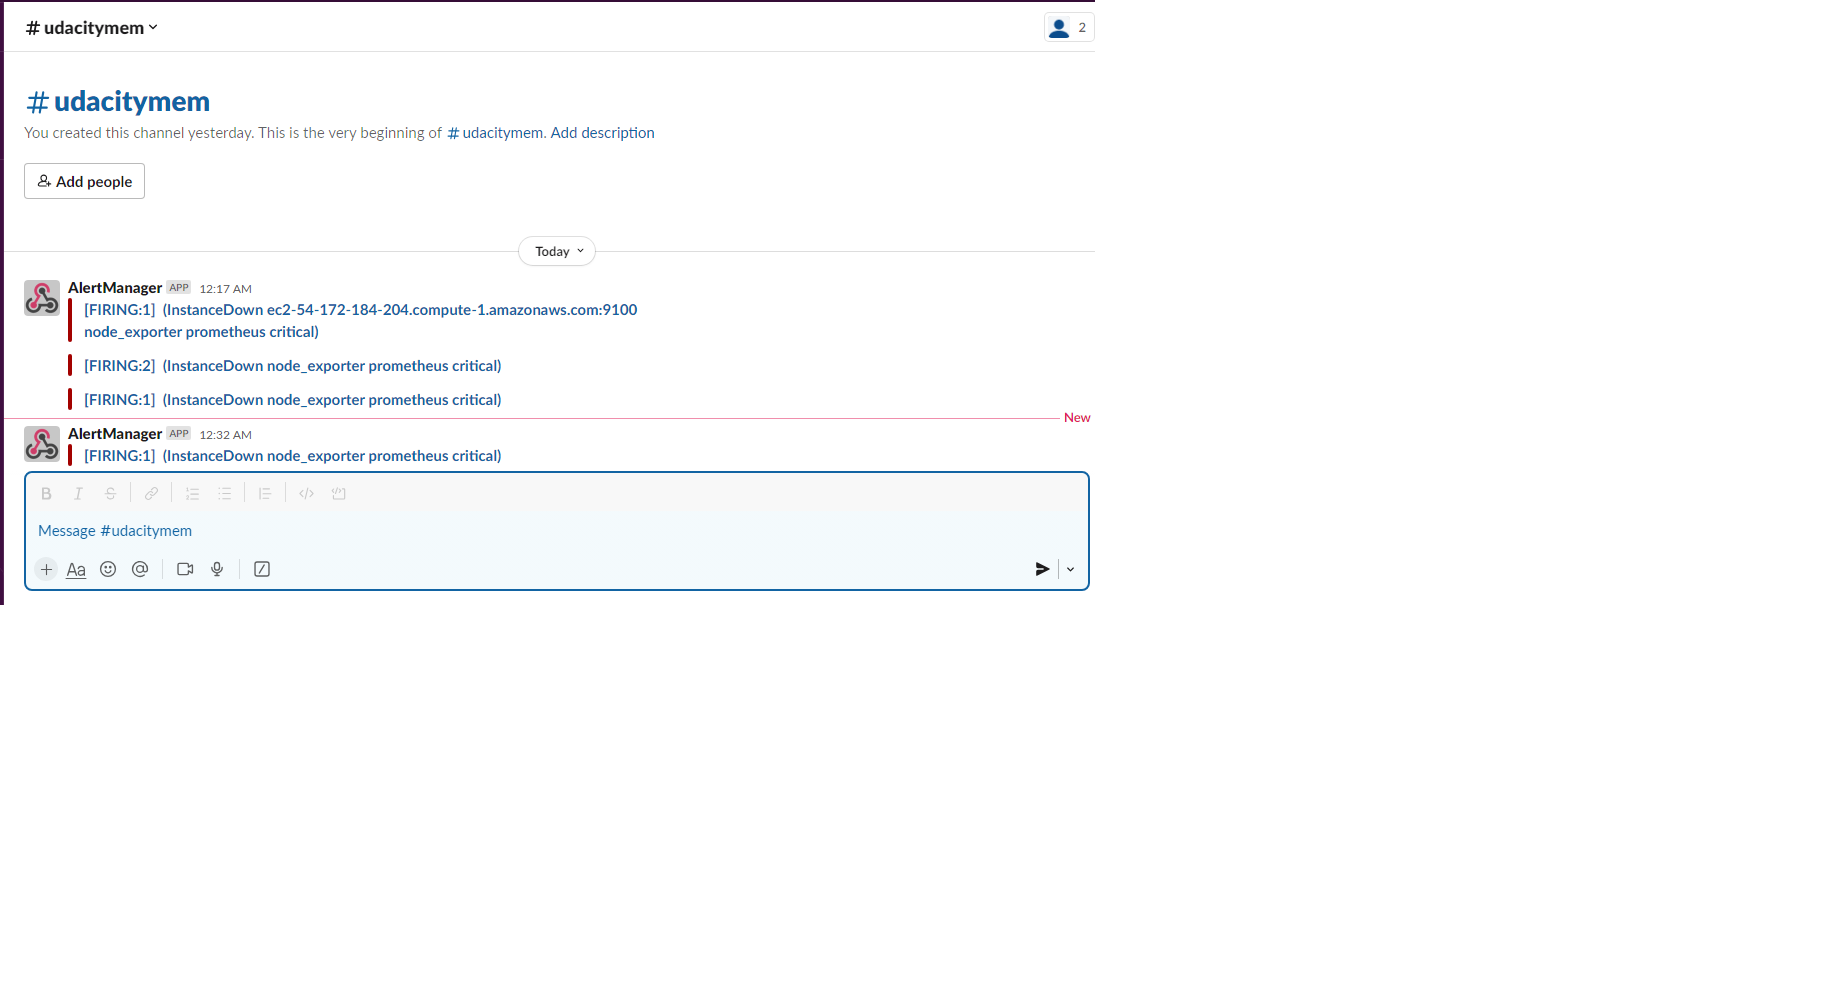 # udacitymem
2
# udacitymem
You created this channel yesterday. This is the very beginning of # udacitymem. Add description
Add people
Today
AlertManager APP 12:17 AM
[FIRING:1] (InstanceDown ec2-54-172-184-204.compute-1.amazonaws.com:9100
node_exporter prometheus critical)
[FIRING:2] (InstanceDown node_exporter prometheus critical)
[FIRING:1] (InstanceDown node_exporter prometheus critical)
New
AlertManager APP 12:32 AM
[FIRING:1] (InstanceDown node_exporter prometheus critical)
B I S
Message #udacitymem
Aa